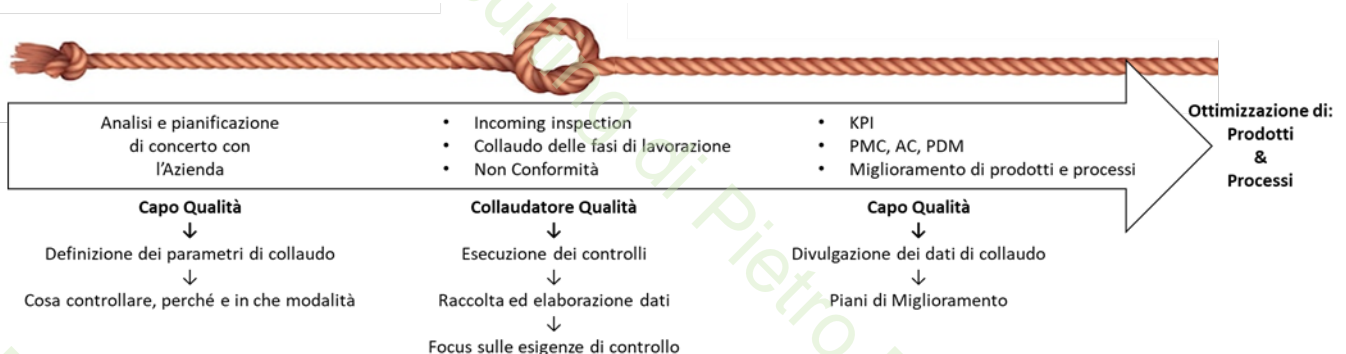 Analisi e pianificazione
di concerto con
l'Azienda
• Incoming inspection
• Collaudo delle fasi di lavorazione
• Non Conformità
• KPI
• PMC, AC, PDM
• Miglioramento di prodotti e processi
Ottimizzazione di:
Prodotti
&
Processi
Capo Qualità
↓
Definizione dei parametri di collaudo
↓
Cosa controllare, perché e in che modalità
Collaudatore Qualità
↓
Esecuzione dei controlli
↓
Raccolta ed elaborazione dati
↓
Focus sulle esigenze di controllo
Capo Qualità
↓
Divulgazione dei dati di collaudo
↓
Piani di Miglioramento
di Pietro